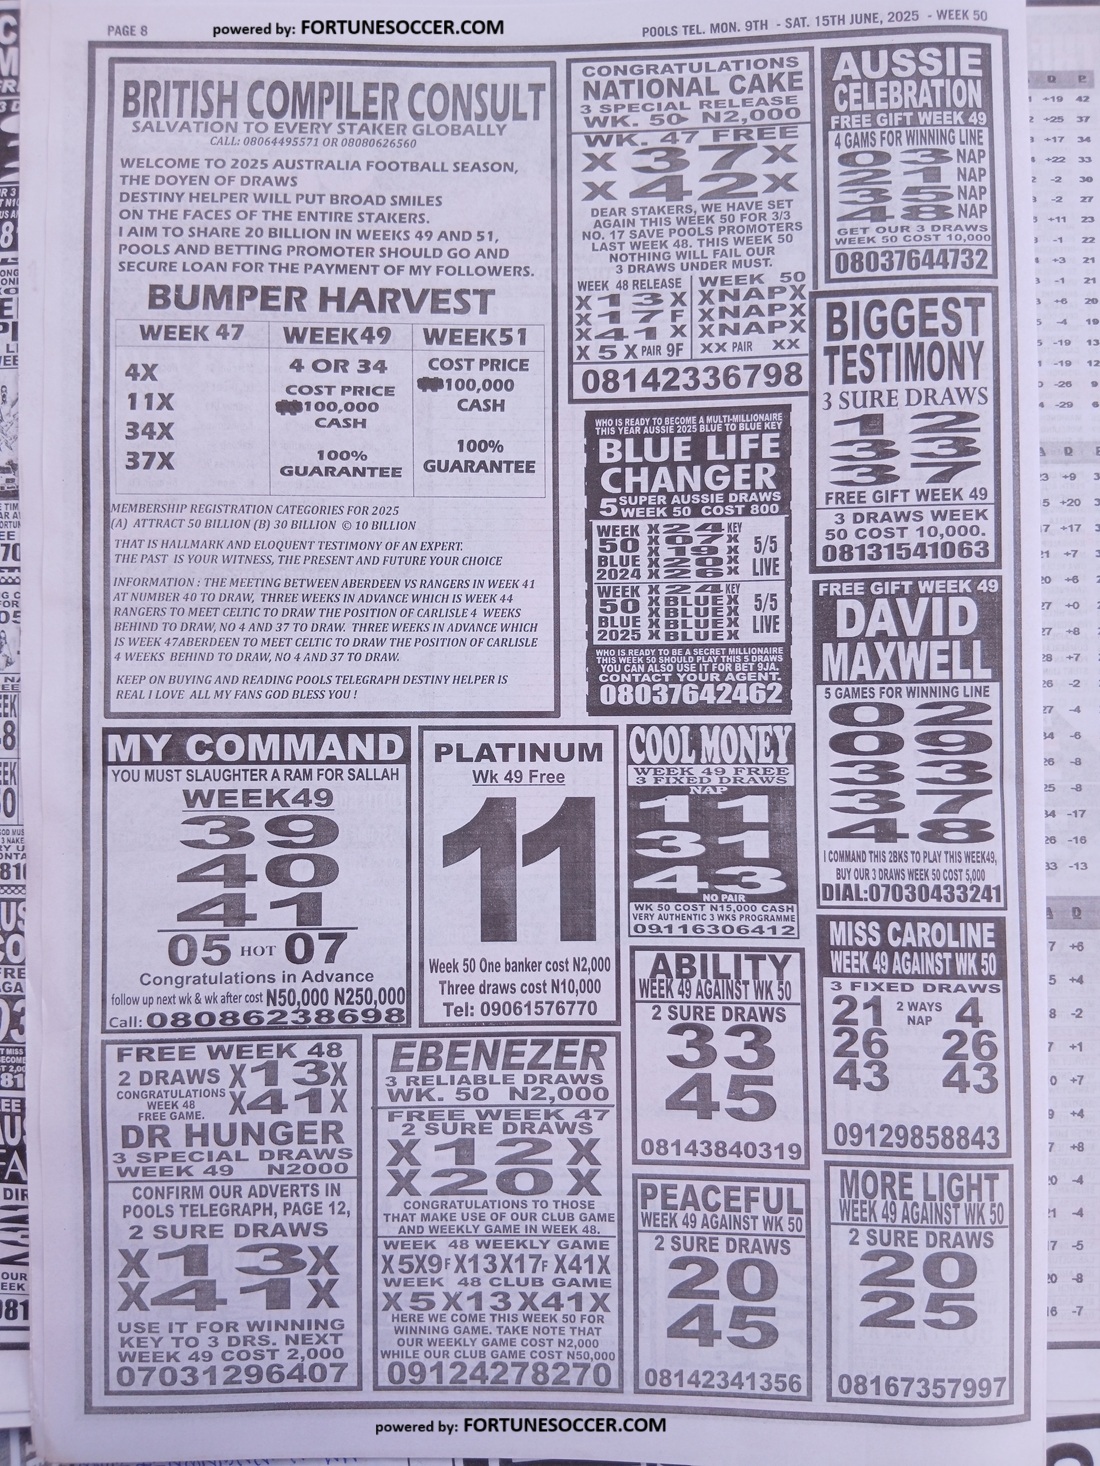 PAGE 8
powered by: FORTUNESOCCER.COM
POOLS TEL. MON. 9TH - SAT. 15TH JUNE, 2025 - WEEK 50
BRITISH COMPILER CONSULT
SALVATION TO EVERY STAKER GLOBALLY
CALL: 08064495571 OR 08080626560
WELCOME TO 2025 AUSTRALIA FOOTBALL SEASON,
THE DOYEN OF DRAWS
DESTINY HELPER WILL PUT BROAD SMILES
ON THE FACES OF THE ENTIRE STAKERS.
I AIM TO SHARE 20 BILLION IN WEEKS 49 AND 51,
POOLS AND BETTING PROMOTER SHOULD GO AND
SECURE LOAN FOR THE PAYMENT OF MY FOLLOWERS.
BUMPER HARVEST
WEEK 47
4X
11X
34X
37X
WEEK49
4 OR 34
COST PRICE
₦100,000
CASH
100%
GUARANTEE
WEEK51
COST PRICE
₦100,000
CASH
100%
GUARANTEE
MEMBERSHIP REGISTRATION CATEGORIES FOR 2025
(A) ATTRACT 50 BILLION (B) 30 BILLION © 10 BILLION
THAT IS HALLMARK AND ELOQUENT TESTIMONY OF AN EXPERT.
THE PAST IS YOUR WITNESS, THE PRESENT AND FUTURE YOUR CHOICE
INFORMATION : THE MEETING BETWEEN ABERDEEN VS RANGERS IN WEEK 41
AT NUMBER 40 TO DRAW, THREE WEEKS IN ADVANCE WHICH IS WEEK 44
RANGERS TO MEET CELTIC TO DRAW THE POSITION OF CARLISLE 4 WEEKS
BEHIND TO DRAW, NO 4 AND 37 TO DRAW. THREE WEEKS IN ADVANCE WHICH
IS WEEK 47ABERDEEN TO MEET CELTIC TO DRAW THE POSITION OF CARLISLE
4 WEEKS BEHIND TO DRAW, NO 4 AND 37 TO DRAW.
KEEP ON BUYING AND READING POOLS TELEGRAPH DESTINY HELPER IS
REAL I LOVE ALL MY FANS GOD BLESS YOU !
CONGRATULATIONS
NATIONAL CAKE
3 SPECIAL RELEASE
WK. 50 N2,000
WK. 47 FREE
X 37 X
X 42 X
DEAR STAKERS, WE HAVE SET
AGAIN THIS WEEK 50 FOR 3/3
NO. 17 SAVE POOLS PROMOTERS
LAST WEEK 48. THIS WEEK 50
NOTHING WILL FAIL OUR
3 DRAWS UNDER MUST.
WEEK 48 RELEASE
X 13 X
X 17 F
X 41 X
X 5 X PAIR 9F
WEEK 50
XNAPX
XNAPX
XNAPX
XX PAIR XX
08142336798
AUSSIE
CELEBRATION
FREE GIFT WEEK 49
4 GAMES FOR WINNING LINE
03 NAP
21 NAP
35 NAP
48 NAP
GET OUR 3 DRAWS
WEEK 50 COST 10,000
08037644732
BIGGEST
TESTIMONY
3 SURE DRAWS
12
33
37
FREE GIFT WEEK 49
3 DRAWS WEEK
50 COST 10,000.
08131541063
WHO IS READY TO BECOME A MULTI-MILLIONAIRE
THIS YEAR AUSSIE 2025 BLUE TO BLUE KEY
BLUE LIFE
CHANGER
5 SUPER AUSSIE DRAWS
WEEK 50 COST 800
WEEK
50
BLUE
2024
X 24 KEY
X 07 X
X 19 X
X 20 X
X 26 X
5/5
LIVE
WEEK
50
BLUE
2025
X 24 KEY
X BLUE X
X BLUE X
X BLUE X
X BLUE X
5/5
LIVE
WHO IS READY TO BE A SECRET MILLIONAIRE
THIS WEEK 50 SHOULD PLAY THIS 5 DRAWS
YOU CAN ALSO USE IT FOR BET 9JA.
CONTACT YOUR AGENT.
08037642462
FREE GIFT WEEK 49
DAVID
MAXWELL
5 GAMES FOR WINNING LINE
02
09
33
37
48
I COMMAND THIS 2BKS TO PLAY THIS WEEK49,
BUY OUR 3 DRAWS WEEK 50 COST 5,000
DIAL:07030433241
MY COMMAND
YOU MUST SLAUGHTER A RAM FOR SALLAH
WEEK49
39
40
41
05 HOT 07
Congratulations in Advance
follow up next wk & wk after cost N50,000 N250,000
Call: 08086238698
PLATINUM
Wk 49 Free
11
Week 50 One banker cost N2,000
Three draws cost N10,000
Tel: 09061576770
COOL MONEY
WEEK 49 FREE
3 FIXED DRAWS
NAP
11
31
43
NO PAIR
WK 50 COST N15,000 CASH
VERY AUTHENTIC 3 WKS PROGRAMME
09116306412
ABILITY
WEEK 49 AGAINST WK 50
2 SURE DRAWS
33
45
08143840319
MISS CAROLINE
WEEK 49 AGAINST WK 50
3 FIXED DRAWS
21 2 WAYS NAP 4
26 26
43 43
09129858843
FREE WEEK 48
2 DRAWS X13X
CONGRATULATIONS
WEEK 48
FREE GAME.
X41X
DR HUNGER
3 SPECIAL DRAWS
WEEK 49 N2000
CONFIRM OUR ADVERTS IN
POOLS TELEGRAPH, PAGE 12,
2 SURE DRAWS
X13X
X41X
USE IT FOR WINNING
KEY TO 3 DRS. NEXT
WEEK 49 COST 2,000
07031296407
EBENEZER
3 RELIABLE DRAWS
WK. 50 N2,000
FREE WEEK 47
2 SURE DRAWS
X 12 X
X 20 X
CONGRATULATIONS TO THOSE
THAT MAKE USE OF OUR CLUB GAME
AND WEEKLY GAME IN WEEK 48.
WEEK 48 WEEKLY GAME
X5X9F X13X17F X41X
WEEK 48 CLUB GAME
X 5 X13 X41X
HERE WE COME THIS WEEK 50 FOR
WINNING GAME. TAKE NOTE THAT
OUR WEEKLY GAME COST N2,000
WHILE OUR CLUB GAME COST N50,000
09124278270
PEACEFUL
WEEK 49 AGAINST WK 50
2 SURE DRAWS
20
45
08142341356
MORE LIGHT
WEEK 49 AGAINST WK 50
2 SURE DRAWS
20
25
08167357997
powered by: FORTUNESOCCER.COM